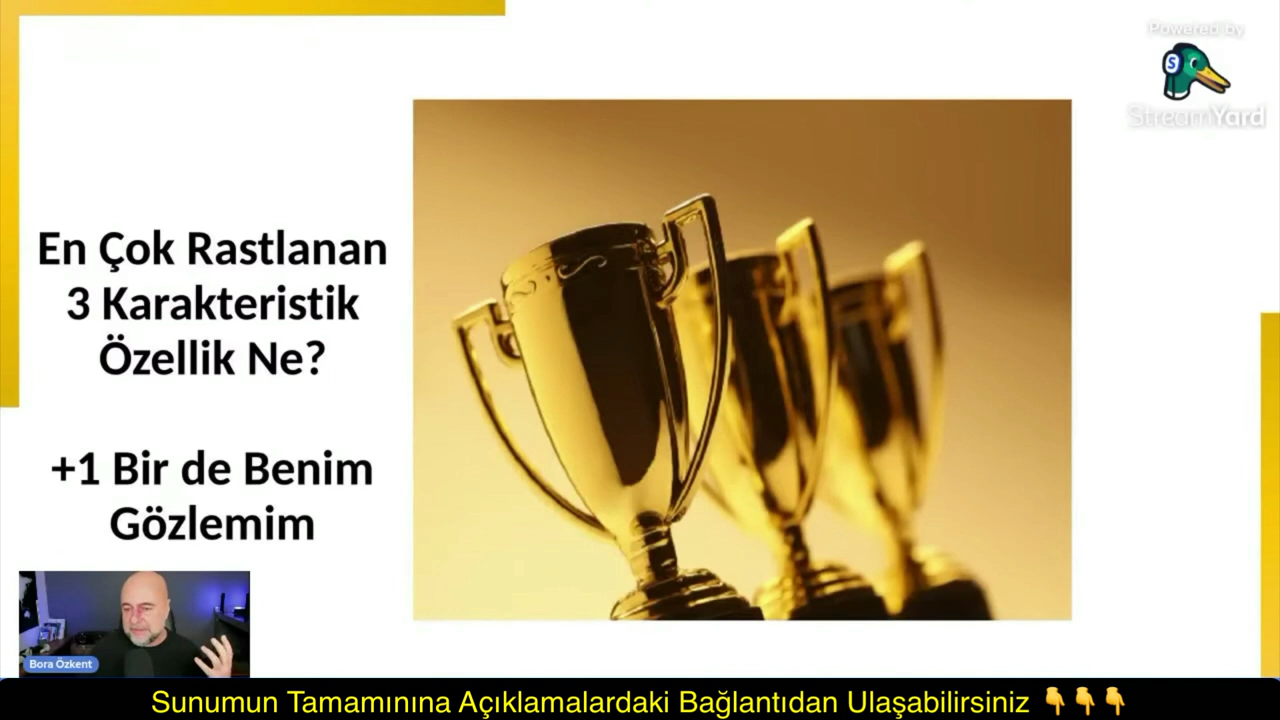 Powered by
StreamYard
En Çok Rastlanan
3 Karakteristik
Özellik Ne?
+1 Bir de Benim
Gözlemim
Bora Özkent
Sunumun Tamamınına Açıklamalardaki Bağlantıdan Ulaşabilirsiniz 👇👇👇